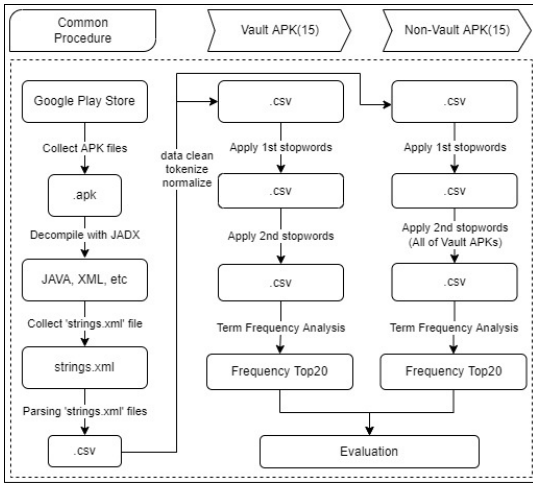 Common
Procedure
Vault APK(15)
Non-Vault APK(15)
Google Play Store
Collect APK files
.apk
Decompile with JADX
JAVA, XML, etc
Collect 'strings.xml' file
strings.xml
Parsing 'strings.xml' files
.csv
data clean
tokenize
normalize
.csv
Apply 1st stopwords
.csv
Apply 2nd stopwords
.csv
Term Frequency Analysis
Frequency Top20
.csv
Apply 1st stopwords
.csv
Apply 2nd stopwords
(All of Vault APKs)
.csv
Term Frequency Analysis
Frequency Top20
Evaluation